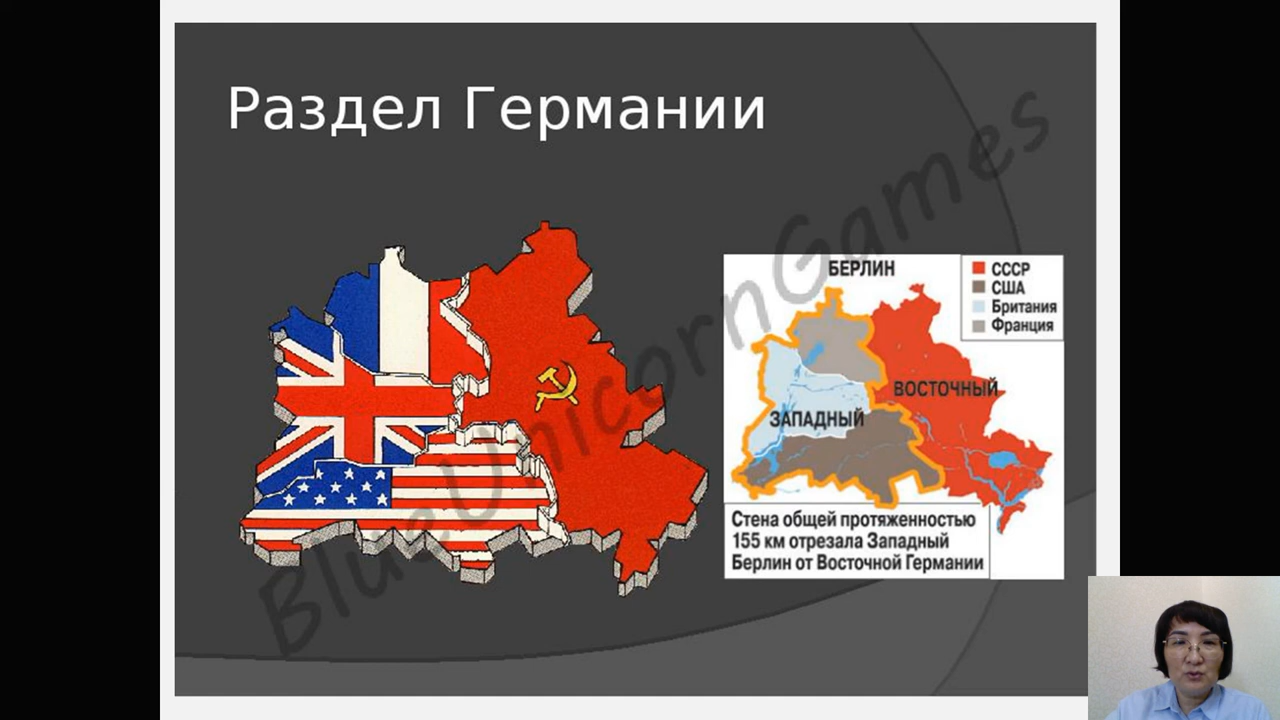 Раздел Германии
BlueUnicornGames
БЕРЛИН
СССР
США
Британия
Франция
ВОСТОЧНЫЙ
ЗАПАДНЫЙ
Стена общей протяженностью
155 км отрезала Западный
Берлин от Восточной Германии